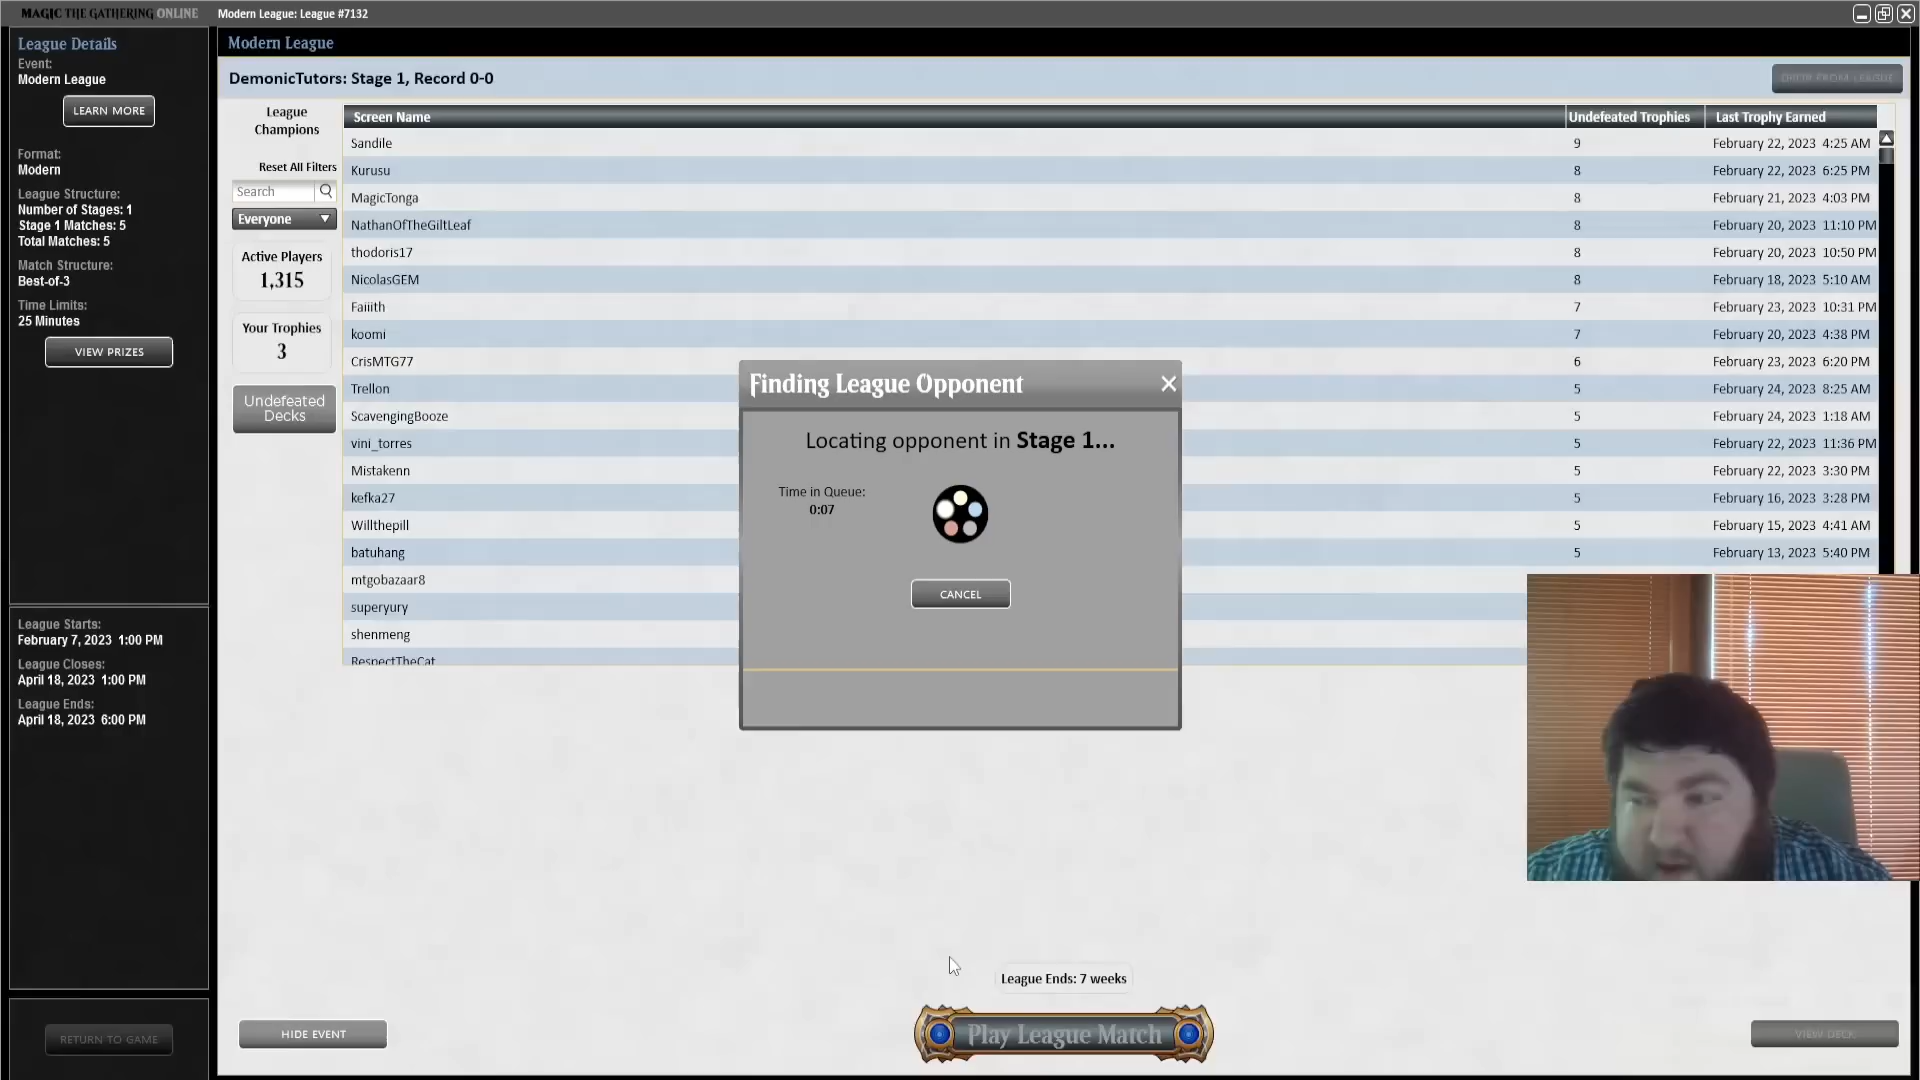 MAGIC THE GATHERING ONLINE
Modern League: League #7132
League Details
Event:
Modern League
LEARN MORE
Format:
Modern
League Structure:
Number of Stages: 1
Stage 1 Matches: 5
Total Matches: 5
Match Structure:
Best-of-3
Time Limits:
25 Minutes
VIEW PRIZES
League Starts:
February 7, 2023 1:00 PM
League Closes:
April 18, 2023 1:00 PM
League Ends:
April 18, 2023 6:00 PM
RETURN TO GAME
Modern League
DemonicTutors: Stage 1, Record 0-0
DROP FROM LEAGUE
League
Champions
Reset All Filters
Search
Everyone
Active Players
1,315
Your Trophies
3
Undefeated
Decks
Screen Name Undefeated Trophies Last Trophy Earned
Sandile 9 February 22, 2023 4:25 AM
Kurusu 8 February 22, 2023 6:25 PM
MagicTonga 8 February 21, 2023 4:03 PM
NathanOfTheGiltLeaf 8 February 20, 2023 11:10 PM
thodoris17 8 February 20, 2023 10:50 PM
NicolasGEM 8 February 18, 2023 5:10 AM
Faiiith 7 February 23, 2023 10:31 PM
koomi 7 February 20, 2023 4:38 PM
CrisMTG77 6 February 23, 2023 6:20 PM
Trellon 5 February 24, 2023 8:25 AM
ScavengingBooze 5 February 24, 2023 1:18 AM
vini_torres 5 February 22, 2023 11:36 PM
Mistakenn 5 February 22, 2023 3:30 PM
kefka27 5 February 16, 2023 3:28 PM
Willthepill 5 February 15, 2023 4:41 AM
batuhang 5 February 13, 2023 5:40 PM
mtgobazaar8
superyury
shenmeng
RespectTheCat
Finding League Opponent
Locating opponent in Stage 1...
Time in Queue:
0:07
CANCEL
League Ends: 7 weeks
HIDE EVENT
Play League Match
VIEW DECK